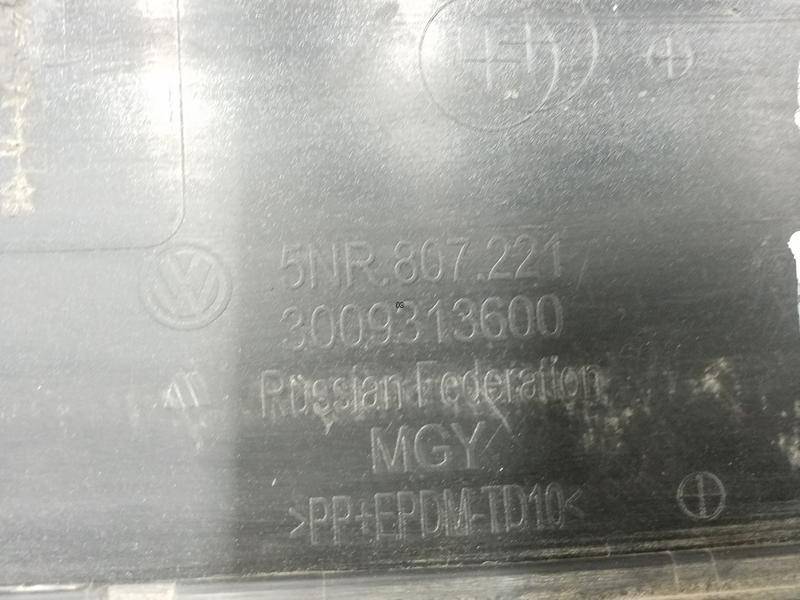 5NR.807.221
3009313600
Russian Federation
MGY
>PP+EPDM-TD10<